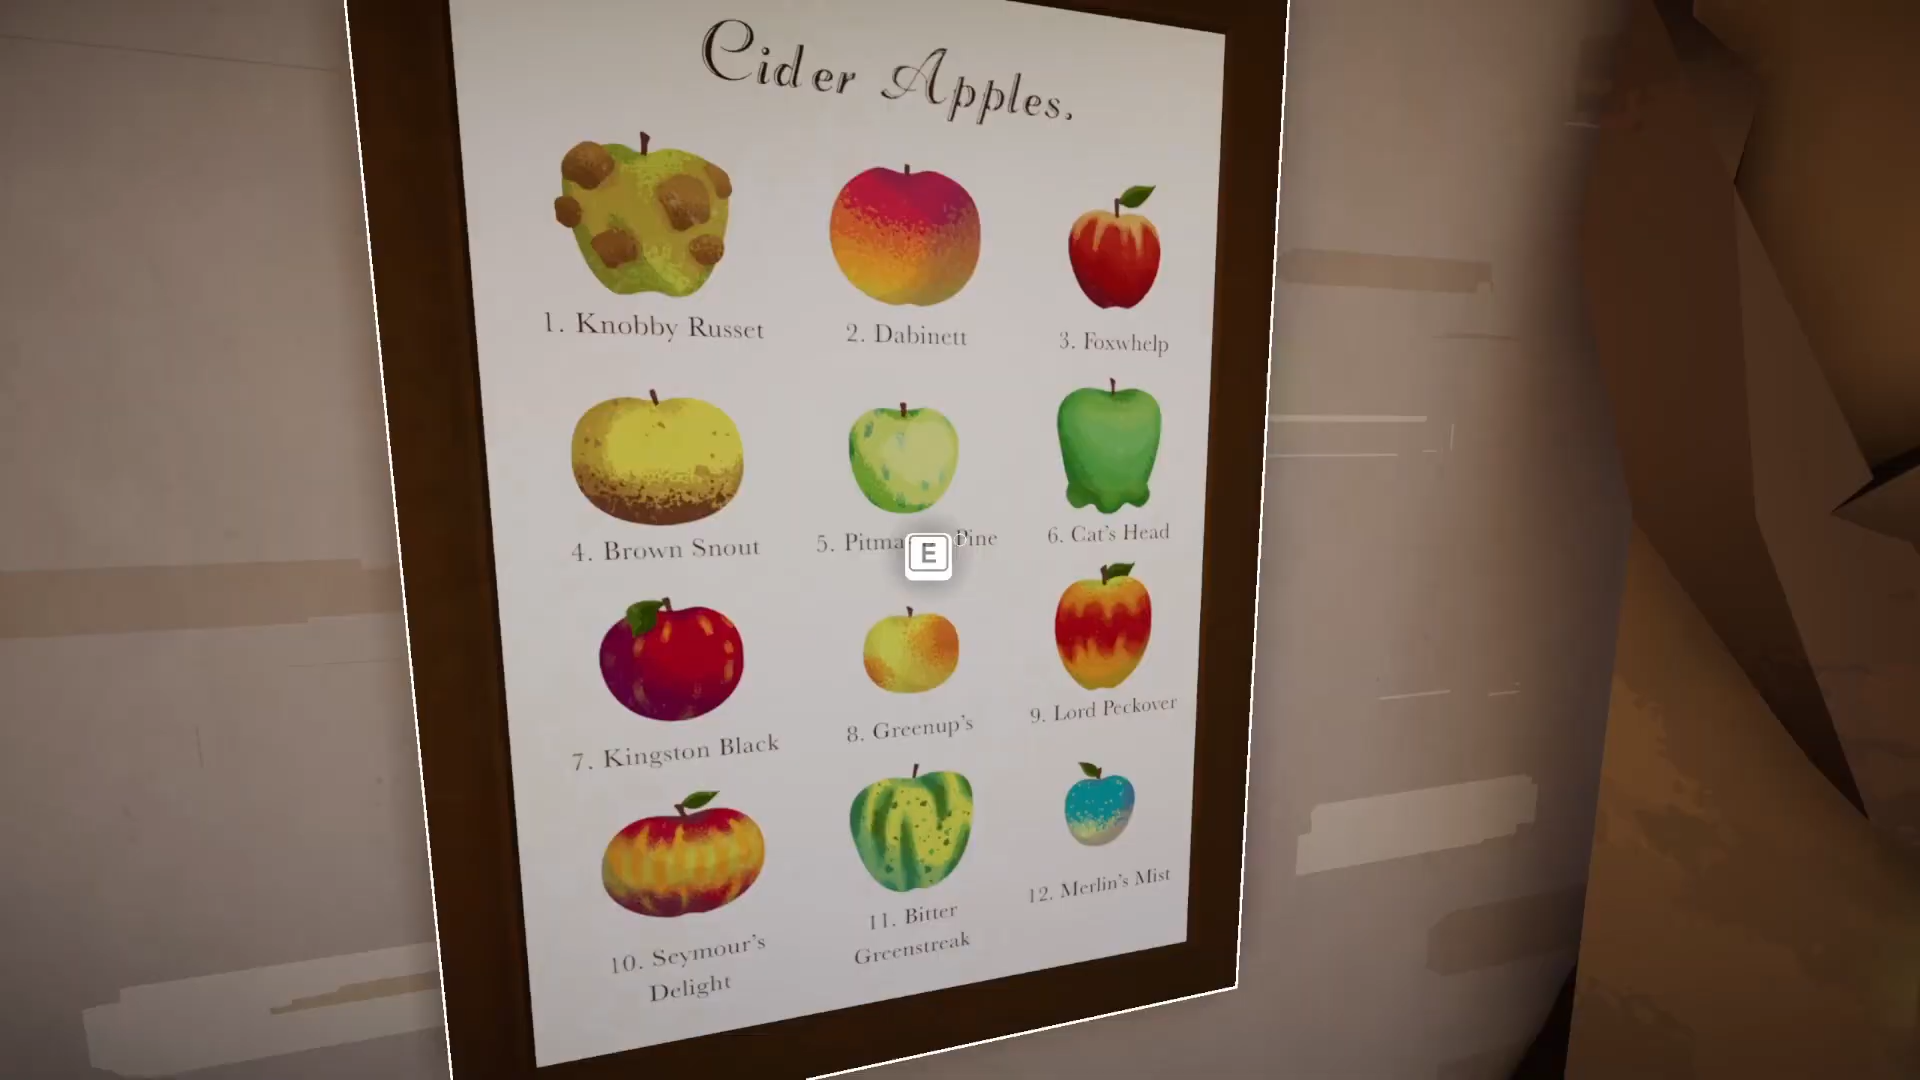 Cider Apples.
1. Knobby Russet
2. Dabinett
3. Foxwhelp
4. Brown Snout
5. Pine
6. Cat's Head
E
7. Kingston Black
8. Greenup's
9. Lord Peckover
10. Seymour's
Delight
11. Bitter
Greenstreak
12. Merlin's Mist